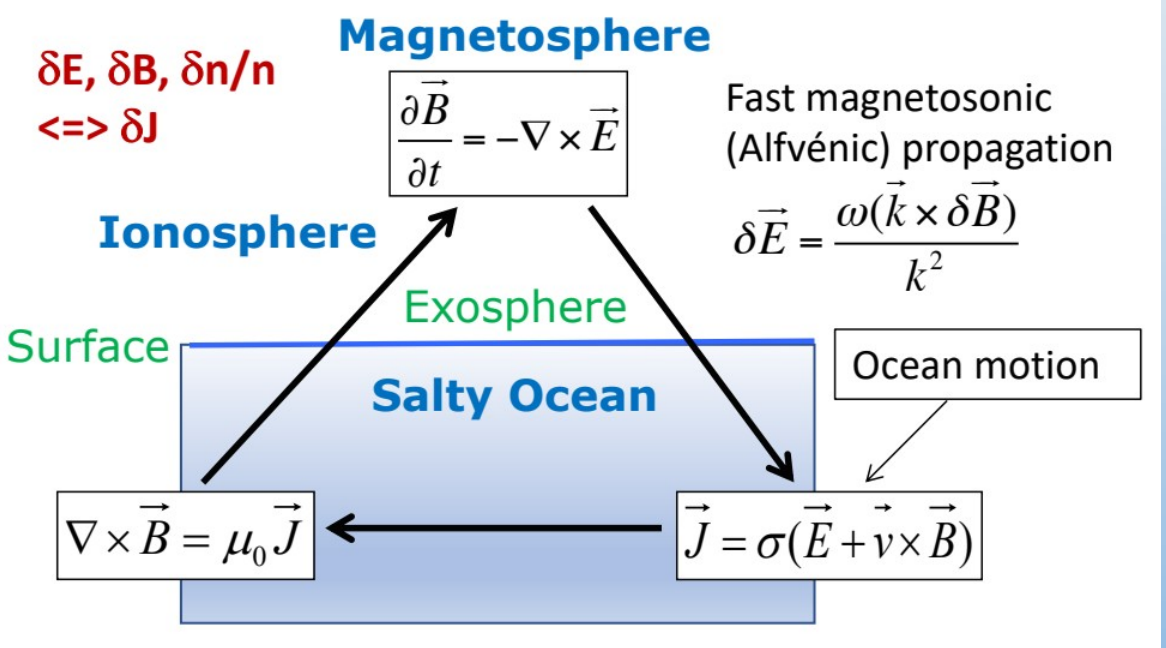 Magnetosphere
δE, δB, δn/n
<=> δJ
∂B⃗/∂t = −∇ × E⃗
Fast magnetosonic
(Alfvénic) propagation
δE⃗ = ω(k⃗ × δB⃗)/k²
Ionosphere
Exosphere
Surface
Ocean motion
Salty Ocean
∇ × B⃗ = μ₀J⃗
J⃗ = σ(E⃗ + v⃗ × B⃗)